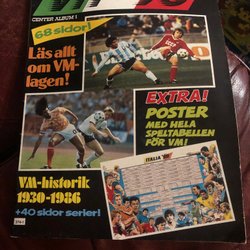 CENTER ALBUM 1
68 sidor!
Läs allt
om VM-
lagen!
EXTRA!
POSTER
MED HELA
SPELTABELLEN
FÖR VM!
ITALIA '90
VM-historik
1930-1986
+40 sidor serier!